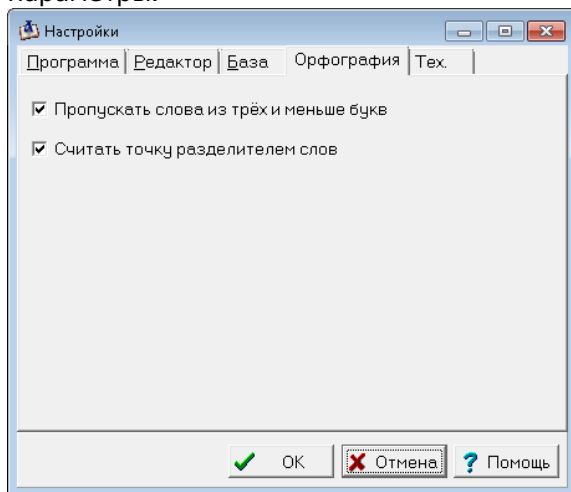 параметры.
Настройки
Программа Редактор База Орфография Тех.
Пропускать слова из трёх и меньше букв
Считать точку разделителем слов
ОК Отмена Помощь